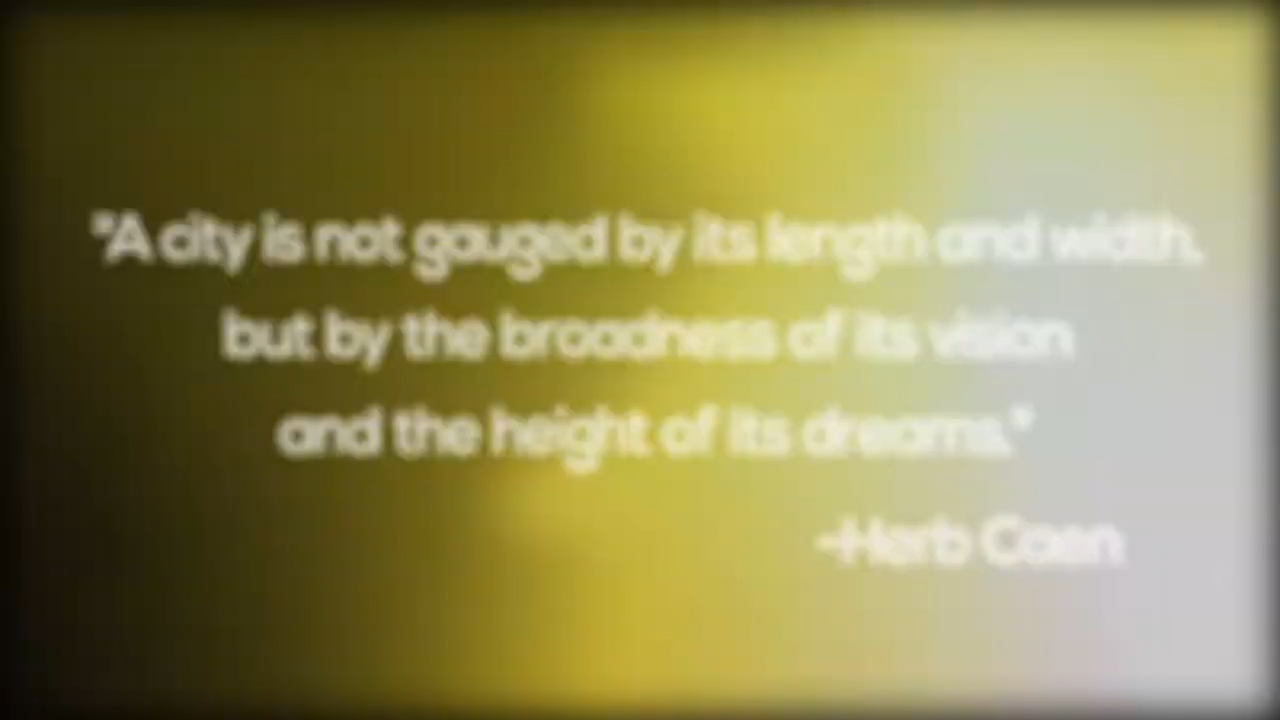 "A city is not gauged by its length and width,
but by the broadness of its vision
and the height of its dreams."
-Herb Caen